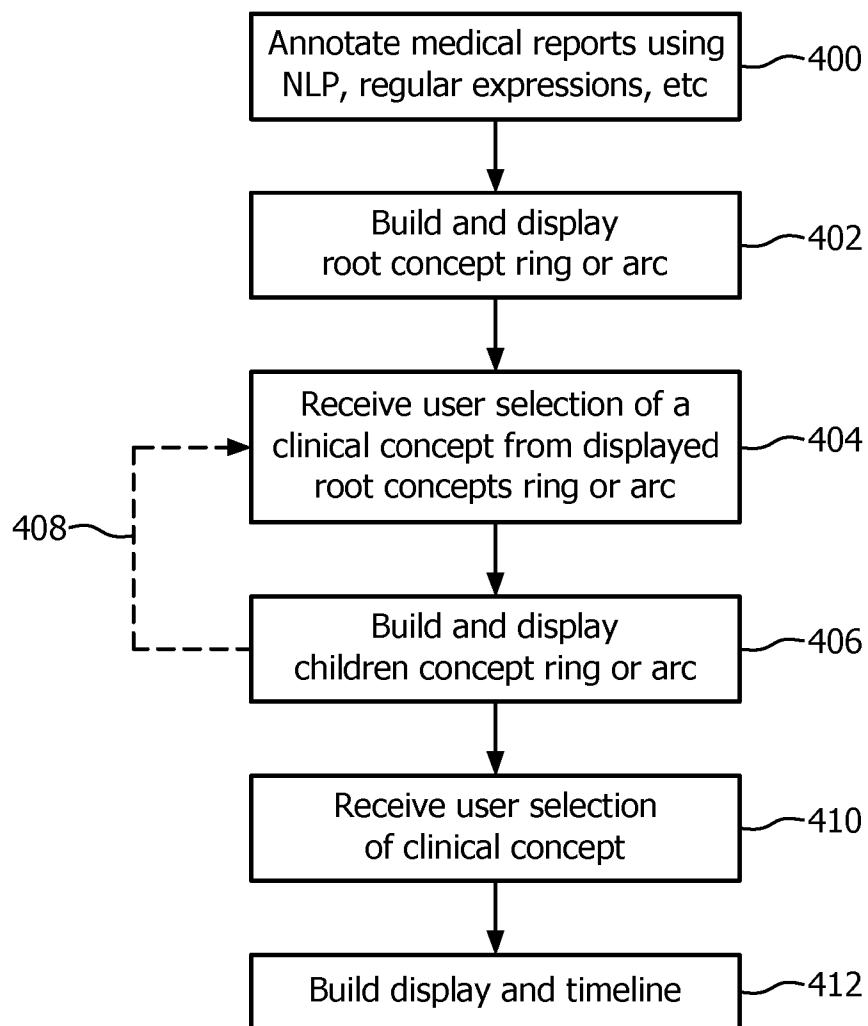 Annotate medical reports using
NLP, regular expressions, etc
400
Build and display
root concept ring or arc
402
Receive user selection of a
clinical concept from displayed
root concepts ring or arc
404
408
Build and display
children concept ring or arc
406
Receive user selection
of clinical concept
410
Build display and timeline
412